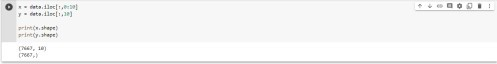 x = data.iloc[:,0:10]
y = data.iloc[:,10]
print(x.shape)
print(y.shape)
(7667, 10)
(7667,)